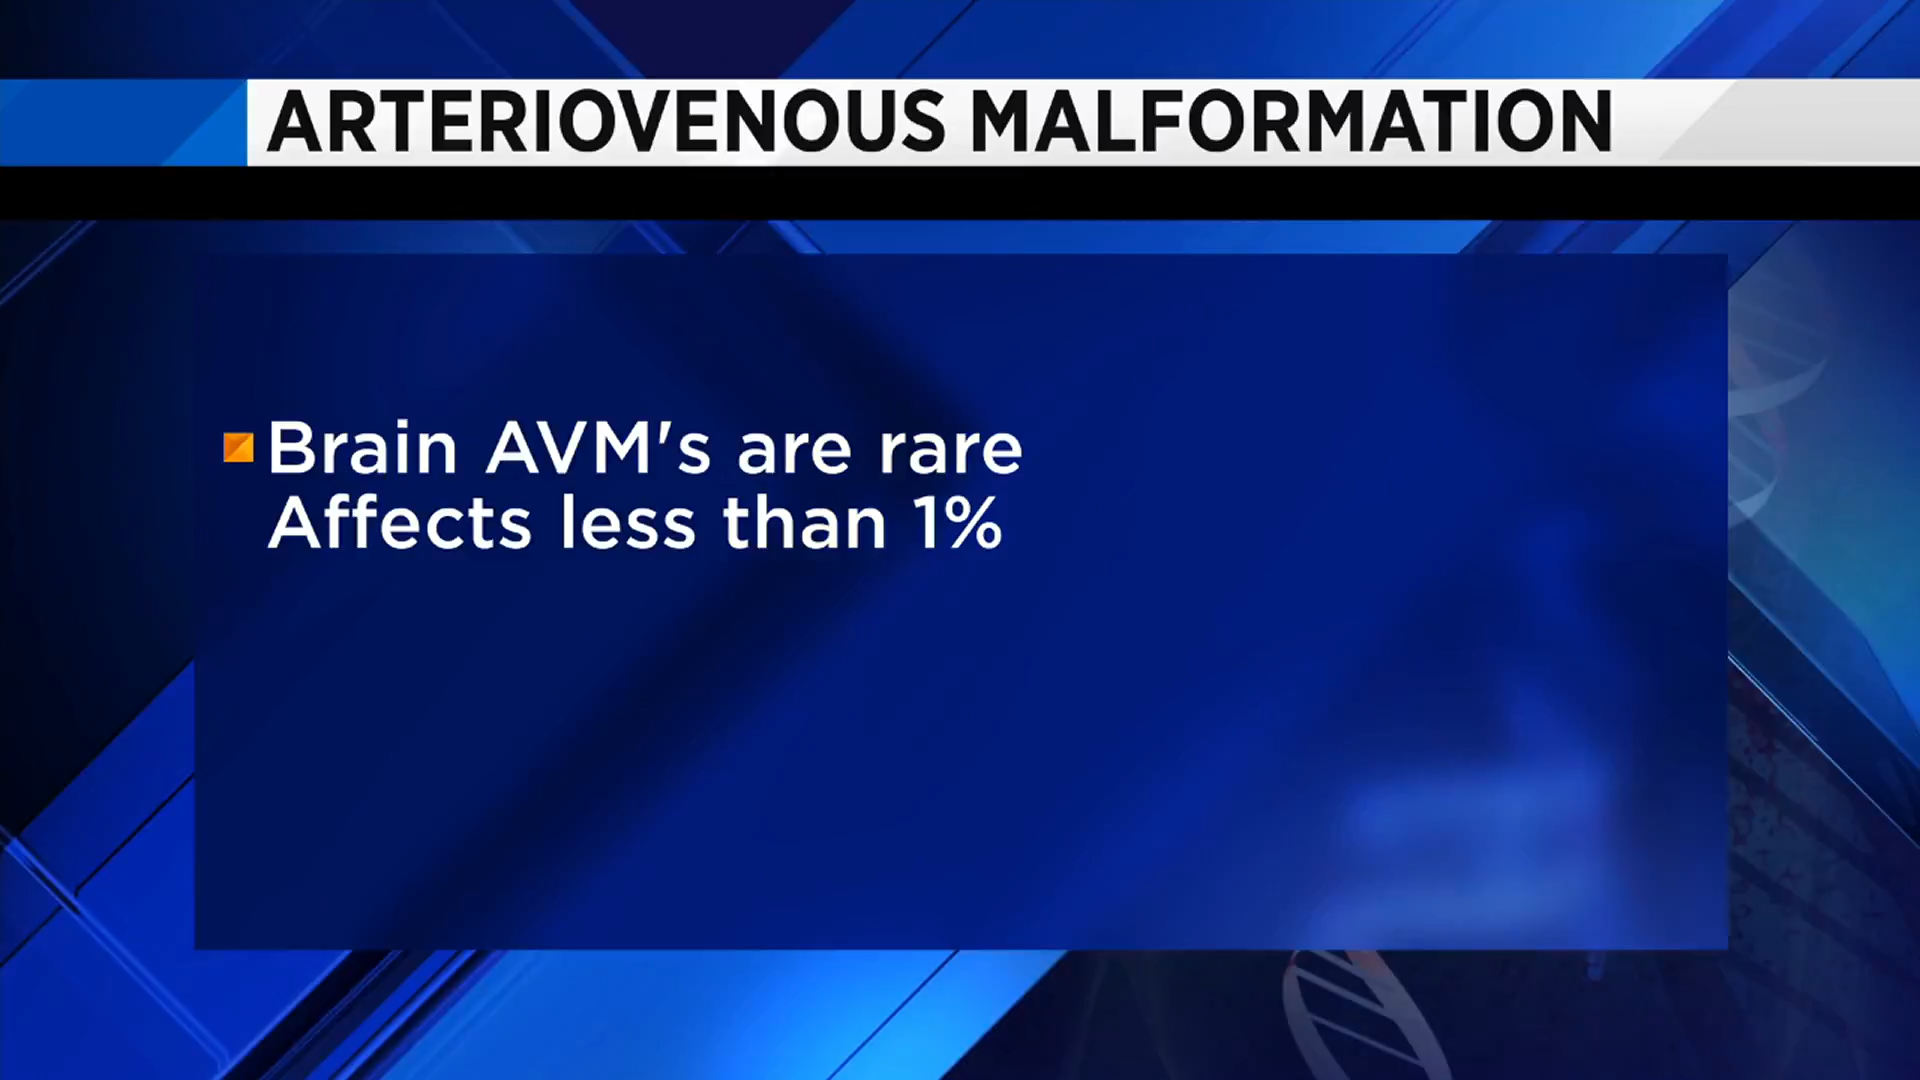 ARTERIOVENOUS MALFORMATION
Brain AVM's are rare
Affects less than 1%